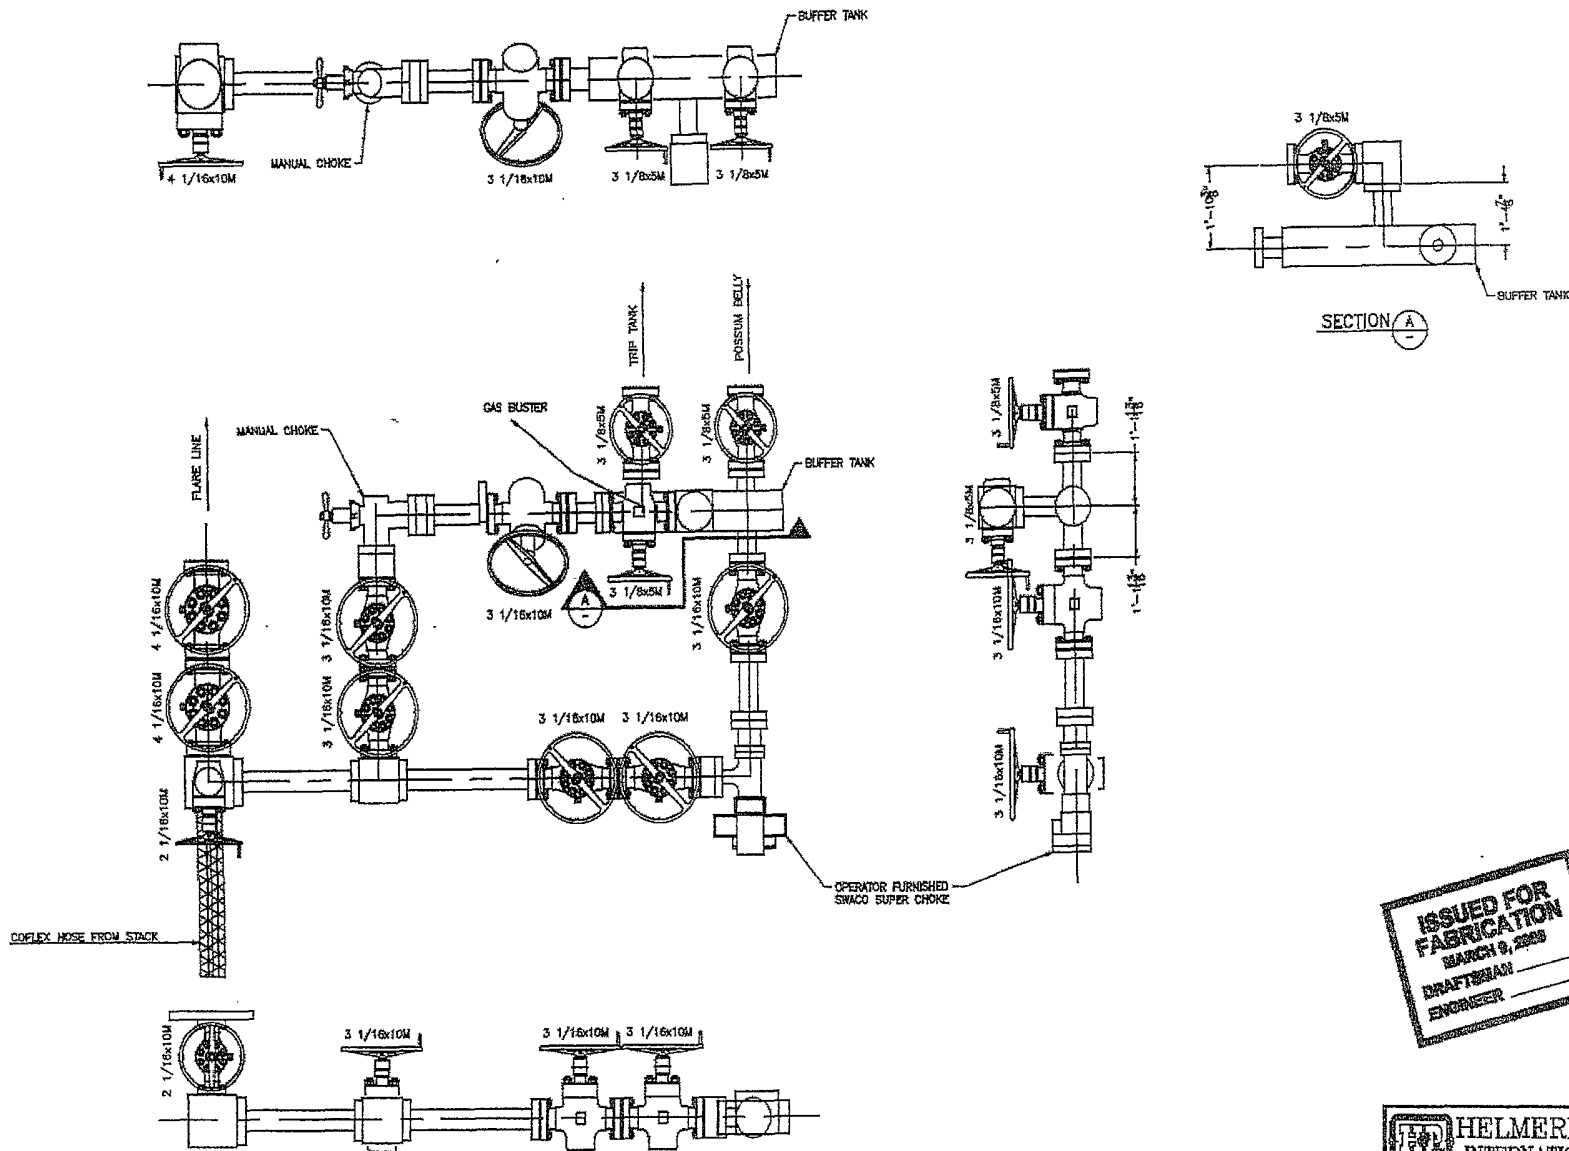 BUFFER TANK
MANUAL CHOKE
4 1/16x10M
3 1/16x10M
3 1/8x5M
3 1/8x5M
3 1/8x5M
BUFFER TANK
SECTION A
FLARE LINE
MANUAL CHOKE
GAS BUSTER
TRIP TANK
POSSUM BELLY
3 1/8x5M
3 1/8x5M
BUFFER TANK
4 1/16x10M
4 1/16x10M
3 1/16x10M
3 1/16x10M
3 1/16x10M
A
3 1/8x5M
3 1/16x10M
3 1/16x10M
3 1/16x10M
2 1/16x10M
COFLEX HOSE FROM STACK
OPERATOR FURNISHED
SWACO SUPER CHOKE
3 1/8x5M
3 1/8x5M
3 1/16x10M
3 1/16x10M
2 1/16x10M
3 1/16x10M
3 1/16x10M
3 1/16x10M
ISSUED FOR
FABRICATION
DRAFTSMAN
ENGINEER